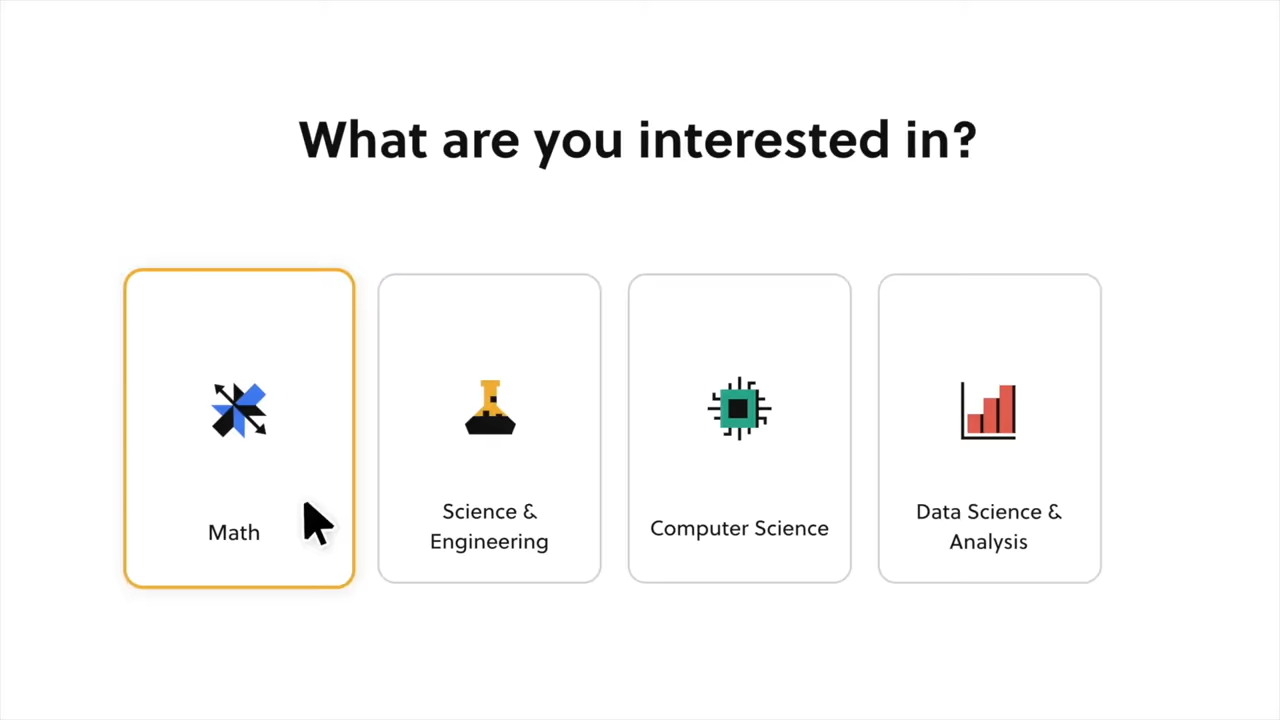 What are you interested in?
Math
Science &
Engineering
Computer Science
Data Science &
Analysis